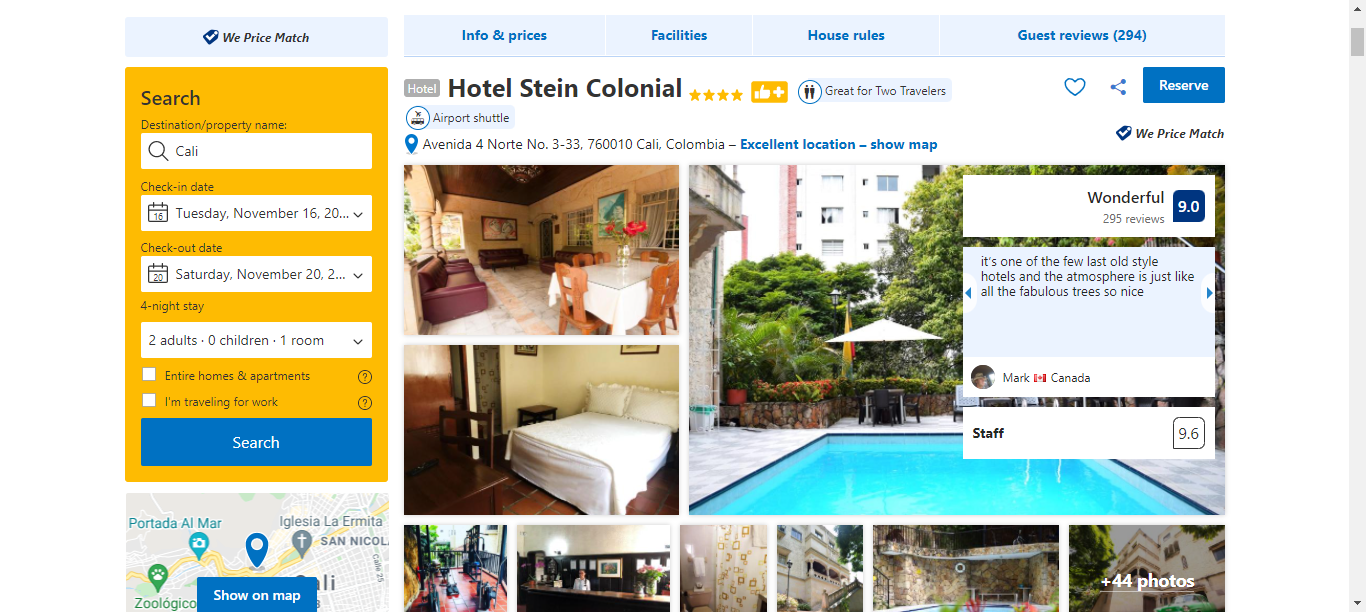 We Price Match
Info & prices
Facilities
House rules
Guest reviews (294)
Search
Destination/property name:
Cali
Check-in date
16
Tuesday, November 16, 20...
Check-out date
20
Saturday, November 20, 2...
4-night stay
2 adults · 0 children · 1 room
Entire homes & apartments
?
I'm traveling for work
?
Search
Hotel
Hotel Stein Colonial
Great for Two Travelers
Reserve
Airport shuttle
We Price Match
Avenida 4 Norte No. 3-33, 760010 Cali, Colombia – Excellent location – show map
Wonderful
9.0
295 reviews
it's one of the few last old style
hotels and the atmosphere is just like
all the fabulous trees so nice
Mark Canada
Staff
9.6
Portada Al Mar
Iglesia La Ermita
SAN NICOL
Calle 25
Zoológico
Show on map
+44 photos